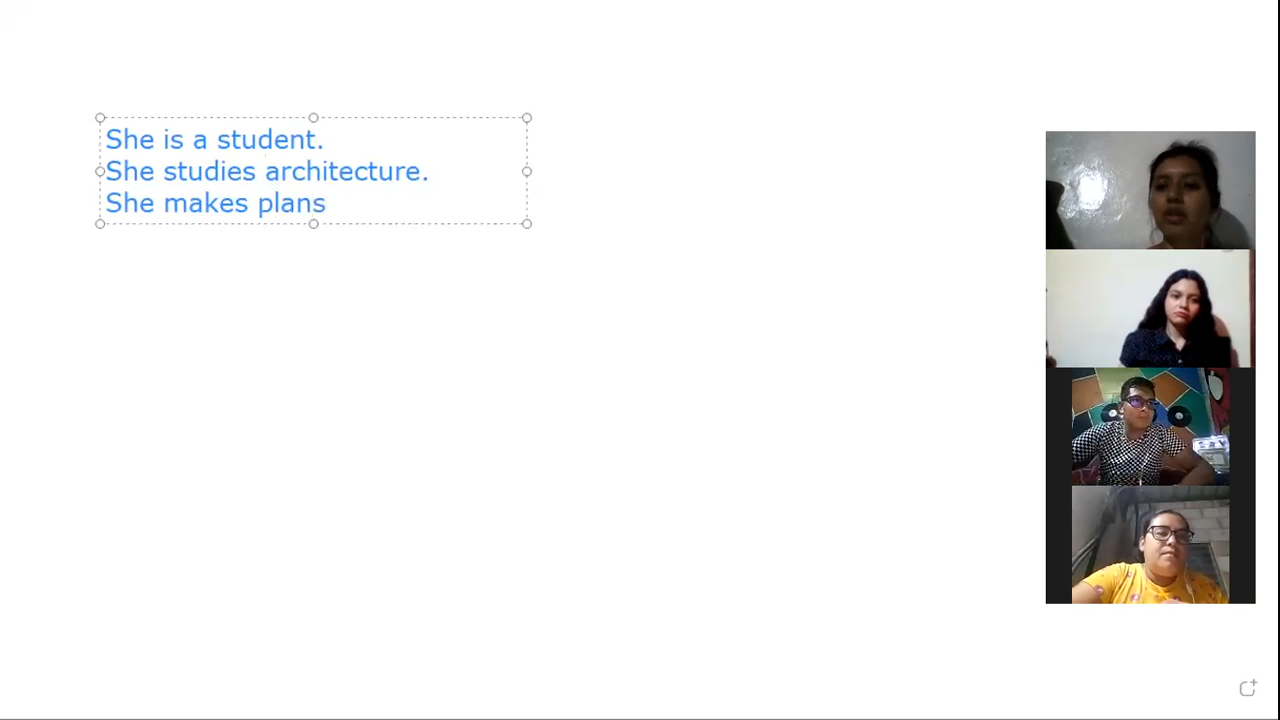 She is a student.
She studies architecture.
She makes plans